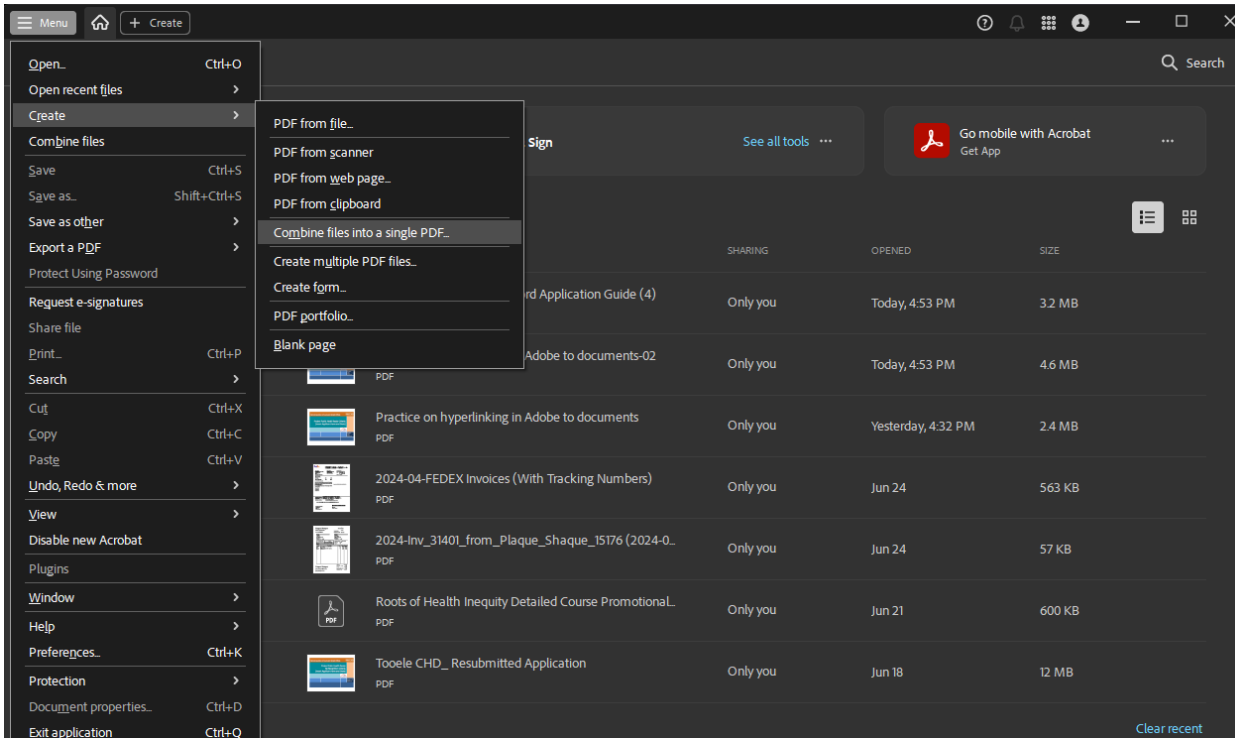 Menu
+ Create
Search
Open... Ctrl+O
Open recent files
Create
Combine files
Save Ctrl+S
Save as... Shift+Ctrl+S
Save as other
Export a PDF
Protect Using Password
Request e-signatures
Share file
Print... Ctrl+P
Search
Cut Ctrl+X
Copy Ctrl+C
Paste Ctrl+V
Undo, Redo & more
View
Disable new Acrobat
Plugins
Window
Help
Preferences... Ctrl+K
Protection
Document properties... Ctrl+D
Exit application Ctrl+Q
PDF from file...
PDF from scanner
PDF from web page...
PDF from clipboard
Combine files into a single PDF...
Create multiple PDF files...
Create form...
PDF portfolio...
Blank page
Sign
See all tools ...
Go mobile with Acrobat
Get App
...
SHARING OPENED SIZE
rd Application Guide (4) Only you Today, 4:53 PM 3.2 MB
Adobe to documents-02 Only you Today, 4:53 PM 4.6 MB
PDF
Practice on hyperlinking in Adobe to documents Only you Yesterday, 4:32 PM 2.4 MB
PDF
2024-04-FEDEX Invoices (With Tracking Numbers) Only you Jun 24 563 KB
PDF
2024-Inv_31401_from_Plaque_Shaque_15176 (2024-0... Only you Jun 24 57 KB
PDF
Roots of Health Inequity Detailed Course Promotional... Only you Jun 21 600 KB
PDF
PDF
Tooele CHD_ Resubmitted Application Only you Jun 18 12 MB
PDF
Clear recent